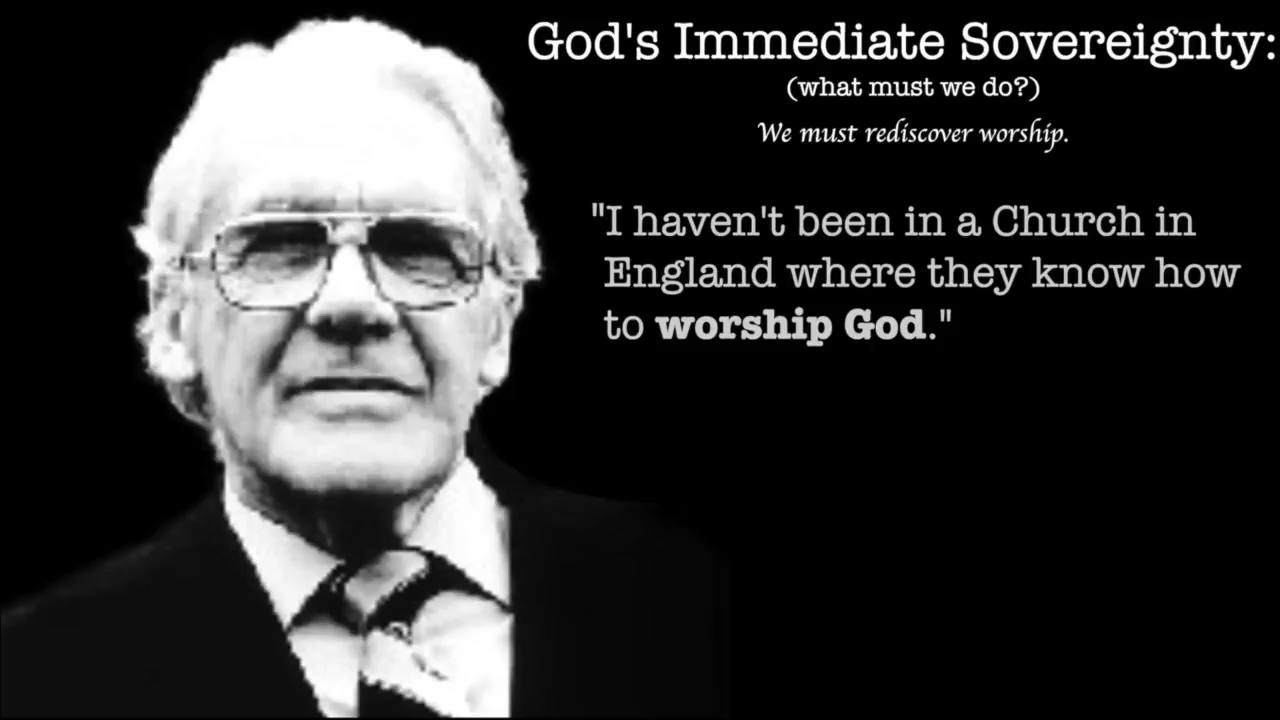 God's Immediate Sovereignty:
(what must we do?)
We must rediscover worship.
"I haven't been in a Church in
England where they know how
to worship God."